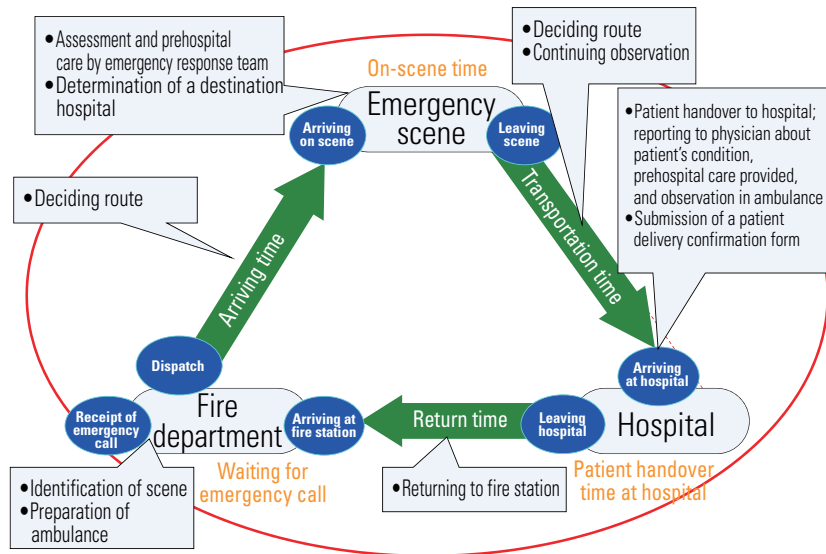 •Assessment and prehospital
care by emergency response team
•Determination of a destination
hospital
On-scene time
•Deciding route
•Continuing observation
Emergency
scene
Arriving
on scene
Leaving
scene
•Patient handover to hospital;
reporting to physician about
patient's condition,
prehospital care provided,
and observation in ambulance
•Submission of a patient
delivery confirmation form
•Deciding route
Arriving time
Transportation time
Dispatch
Arriving
at hospital
Receipt of
emergency
call
Fire
department
Arriving at
fire station
Return time
Leaving
hospital
Hospital
Waiting for
emergency call
Patient handover
time at hospital
•Identification of scene
•Preparation of
ambulance
•Returning to fire station